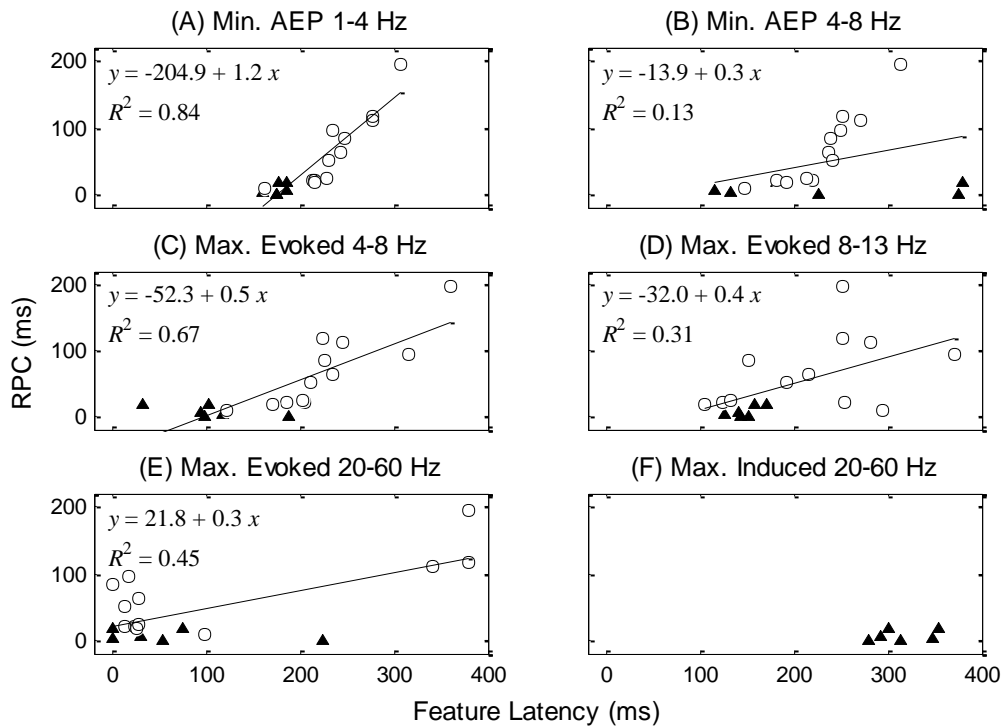 (A) Min. AEP 1-4 Hz
(B) Min. AEP 4-8 Hz
200
100
0
y = -204.9 + 1.2 x
R² = 0.84
y = -13.9 + 0.3 x
R² = 0.13
(C) Max. Evoked 4-8 Hz
(D) Max. Evoked 8-13 Hz
RPC (ms)
200
100
0
y = -52.3 + 0.5 x
R² = 0.67
y = -32.0 + 0.4 x
R² = 0.31
(E) Max. Evoked 20-60 Hz
(F) Max. Induced 20-60 Hz
200
100
0
y = 21.8 + 0.3 x
R² = 0.45
0 100 200 300 400
0 100 200 300 400
Feature Latency (ms)